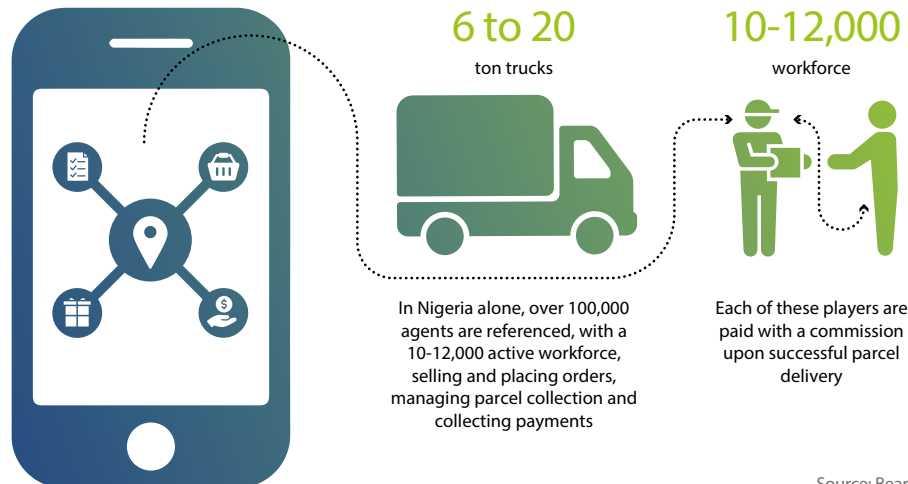 6 to 20
ton trucks
In Nigeria alone, over 100,000
agents are referenced, with a
10-12,000 active workforce,
selling and placing orders,
managing parcel collection and
collecting payments
10-12,000
workforce
Each of these players are
paid with a commission
upon successful parcel
delivery
Source: